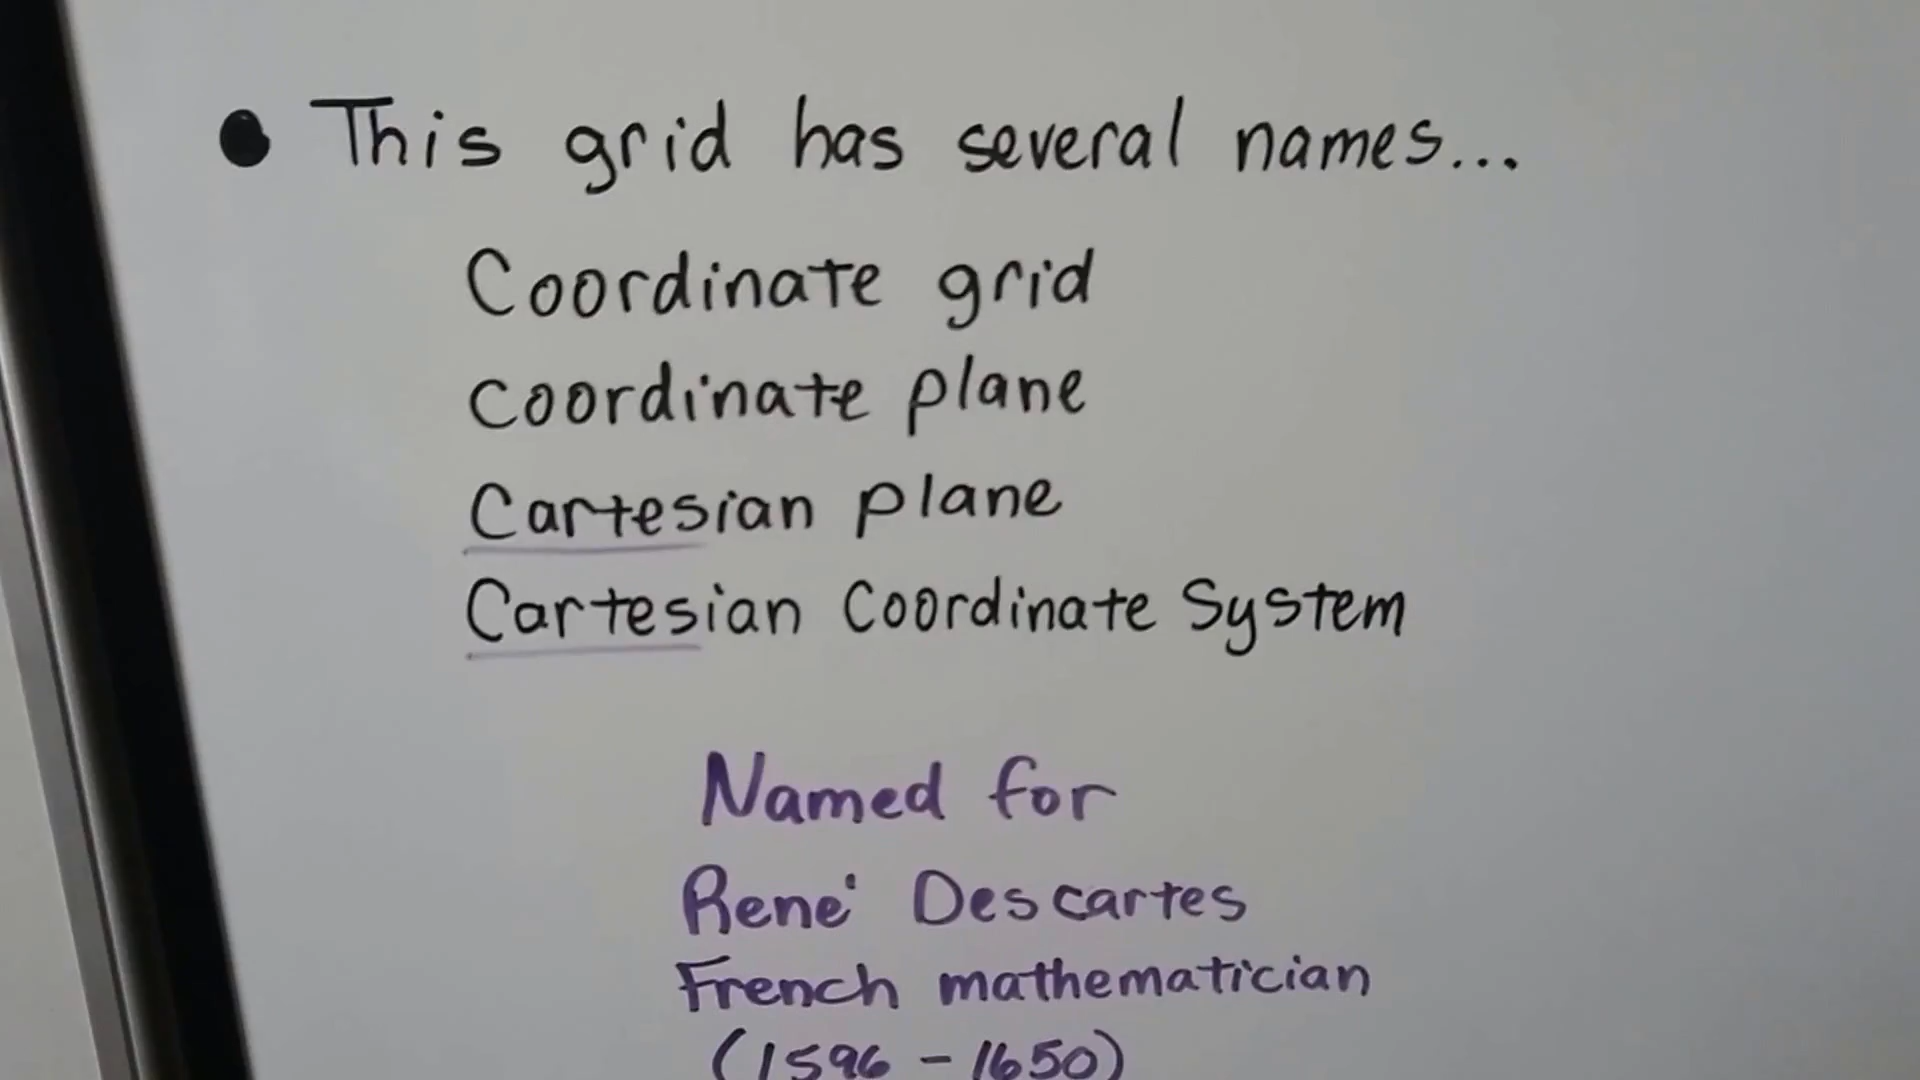 • This grid has several names...
Coordinate grid
Coordinate plane
Cartesian plane
Cartesian Coordinate System
Named for
René Descartes
French mathematician
(1596 - 1650)